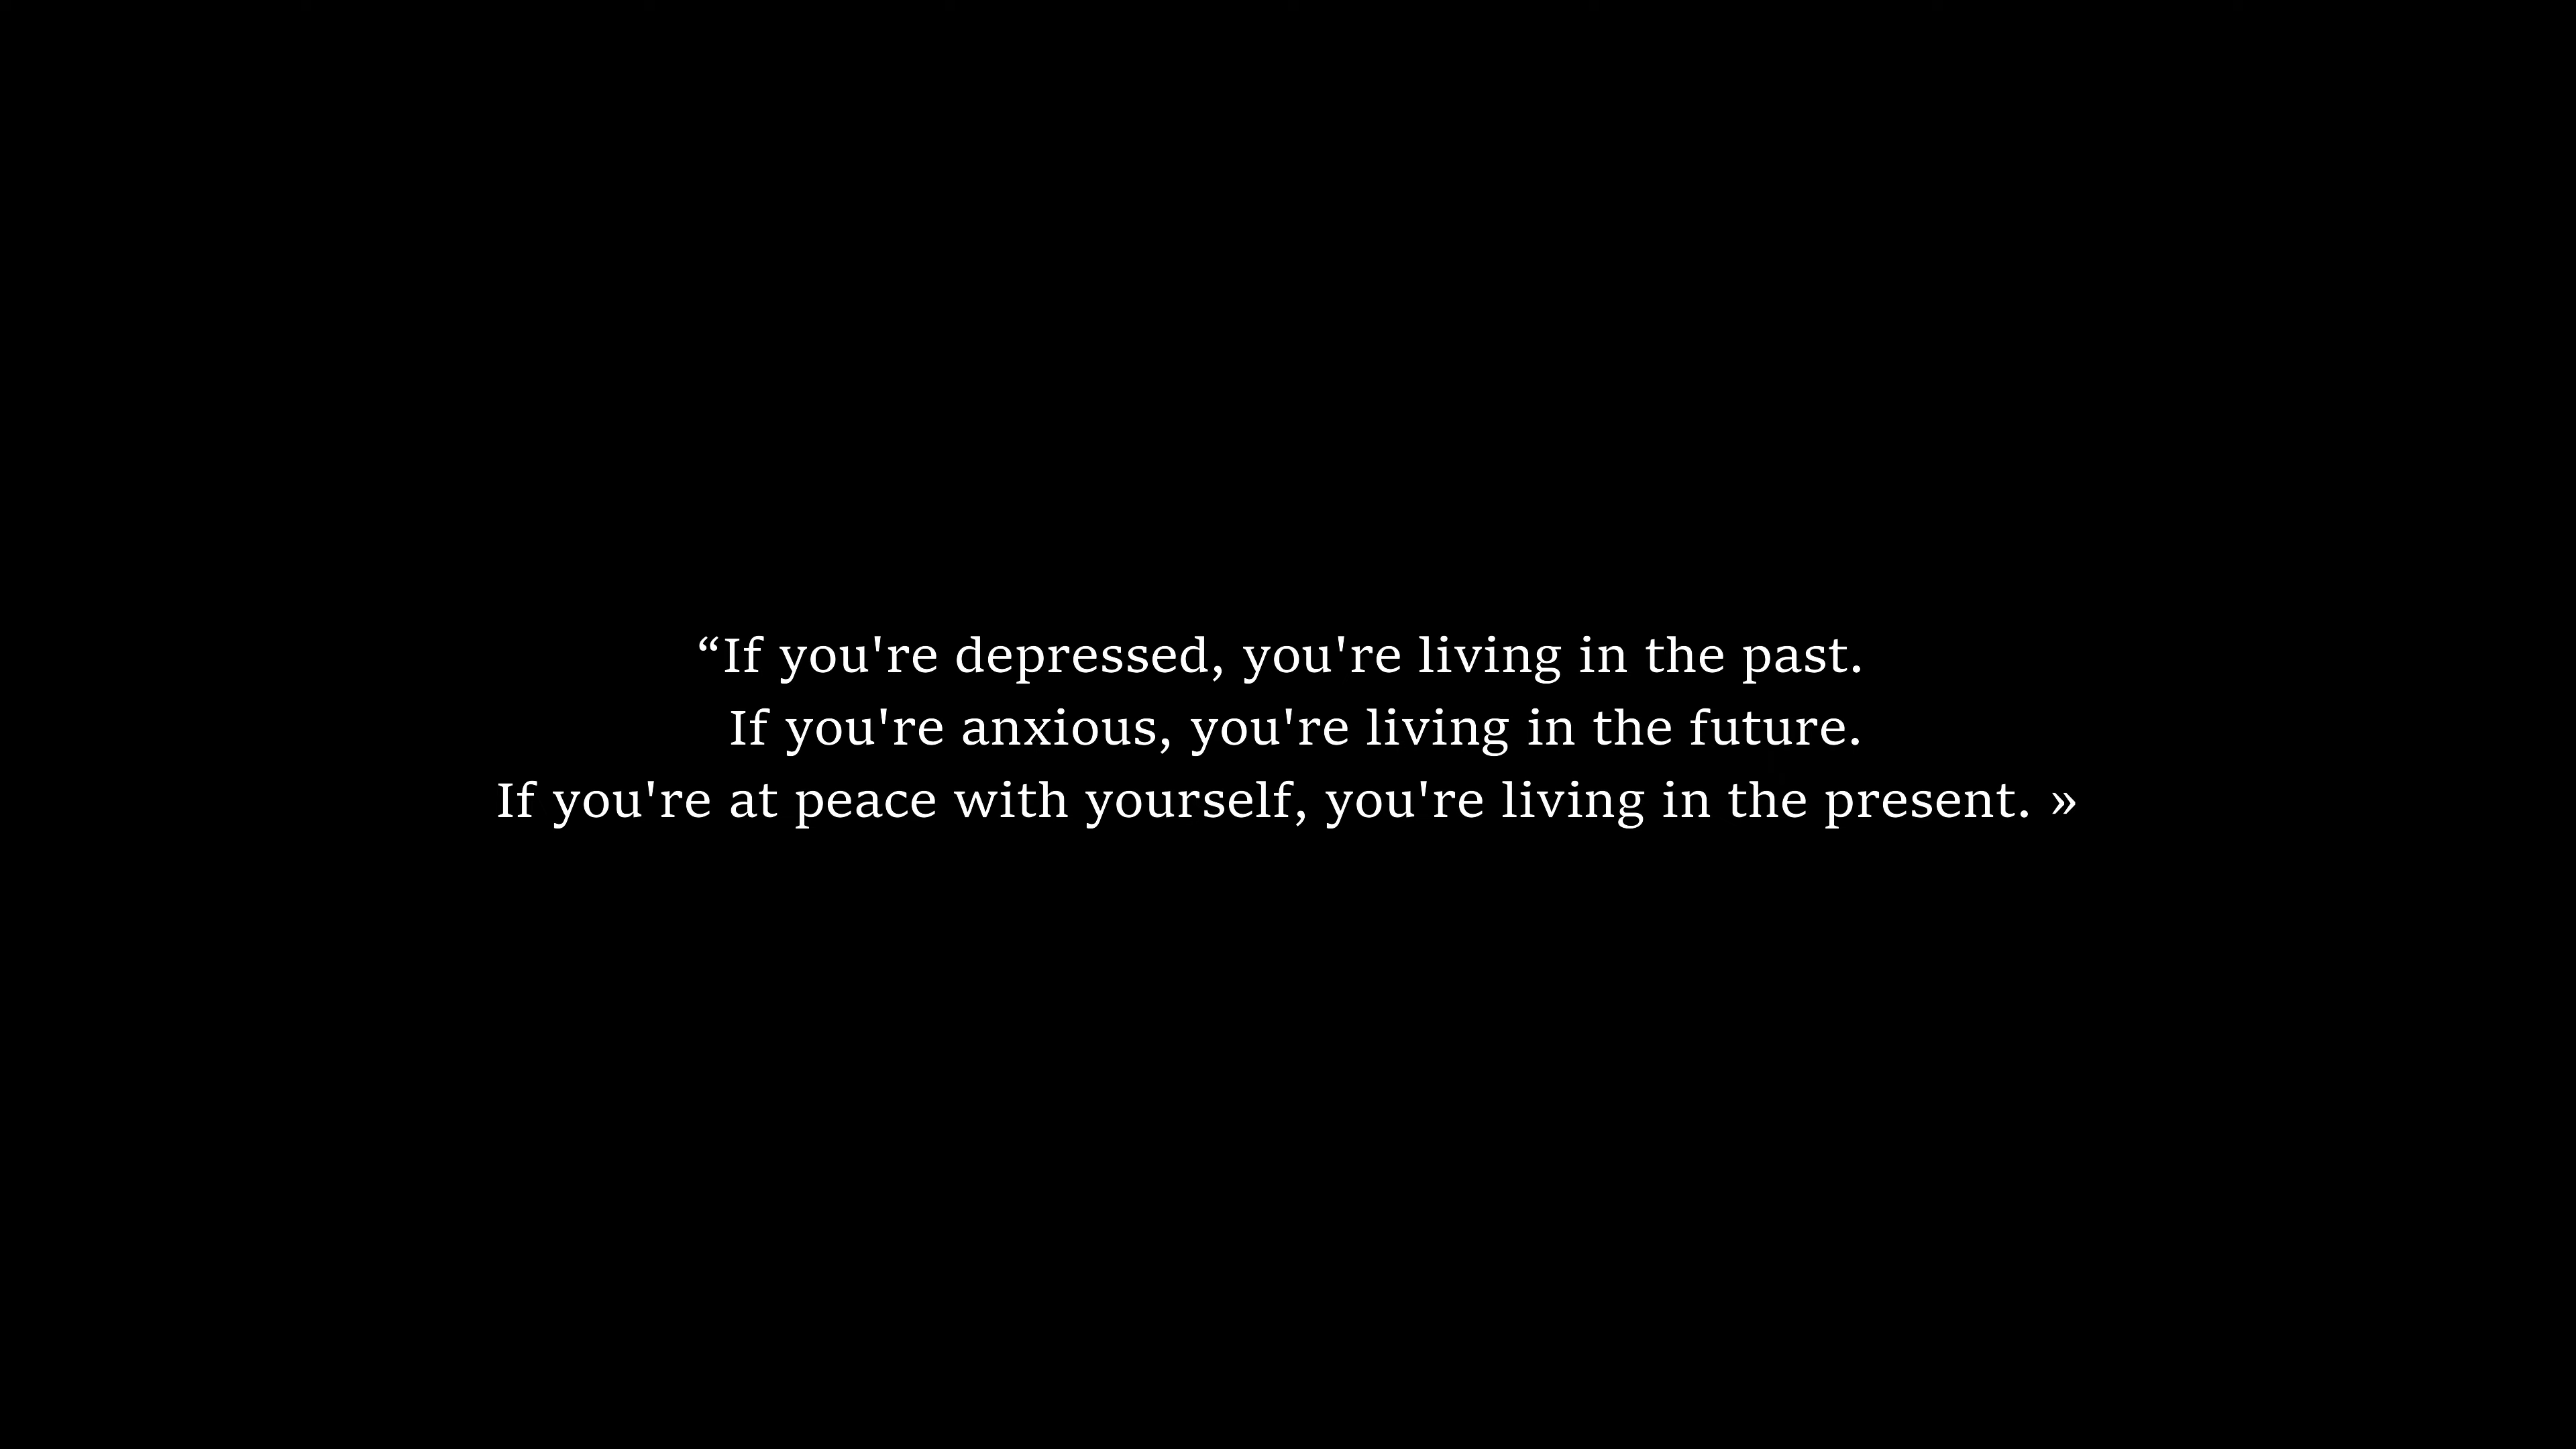 “If you're depressed, you're living in the past.
If you're anxious, you're living in the future.
If you're at peace with yourself, you're living in the present. »